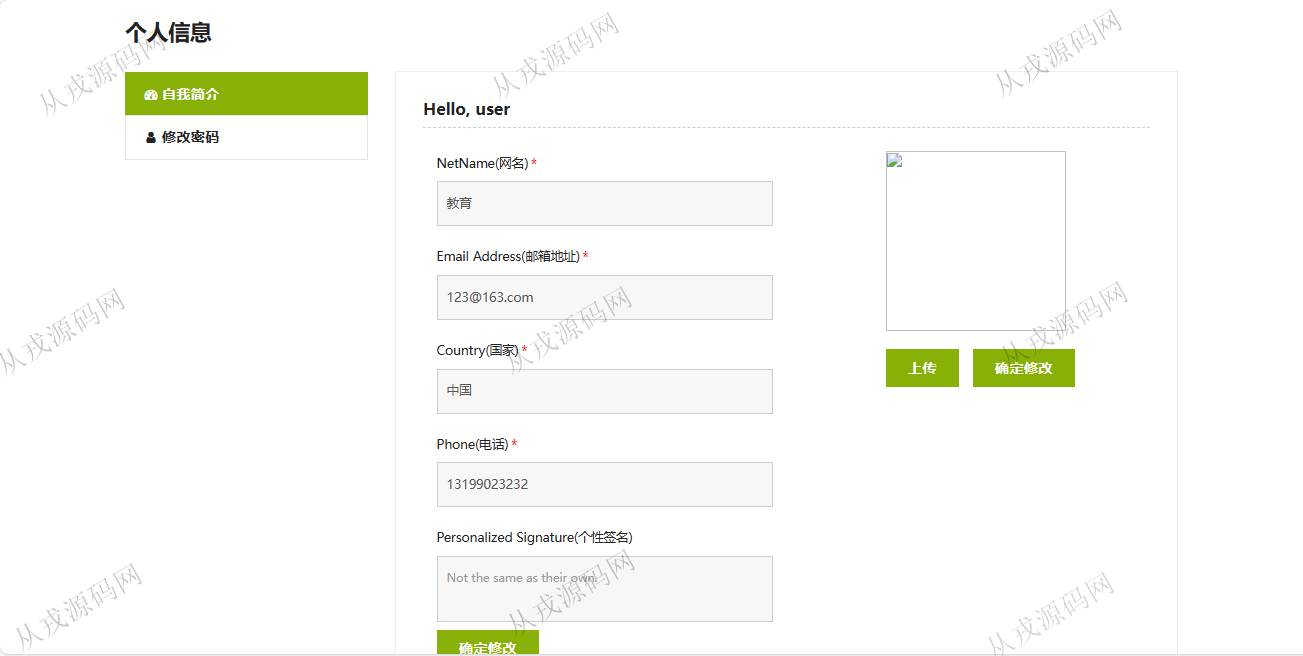 个人信息
自我简介
修改密码
Hello, user
NetName(网名) *
教育
Email Address(邮箱地址) *
123@163.com
Country(国家) *
中国
Phone(电话) *
13199023232
Personalized Signature(个性签名)
Not the same as their own.
确定修改
上传
确定修改
从戎源码网
从戎源码网
从戎源码网
从戎源码网
从戎源码网
从戎源码网
从戎源码网
从戎源码网
从戎源码网